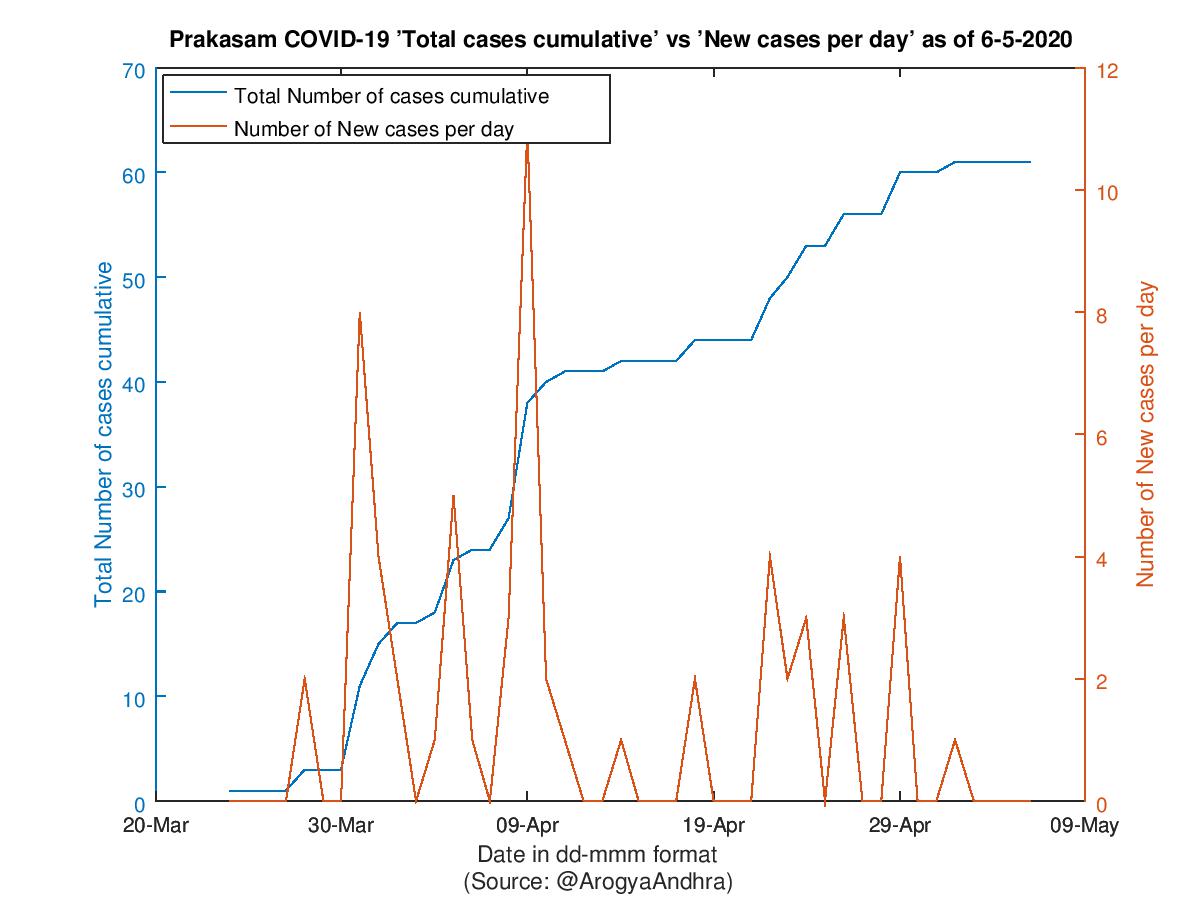 Prakasam COVID-19 ’Total cases cumulative’ vs ’New cases per day’ as of 6-5-2020
Total Number of cases cumulative
Number of New cases per day
70
60
50
40
30
20
10
0
Total Number of cases cumulative
12
10
8
6
4
2
0
Number of New cases per day
20-Mar 30-Mar 09-Apr 19-Apr 29-Apr 09-May
Date in dd-mmm format
(Source: @ArogyaAndhra)